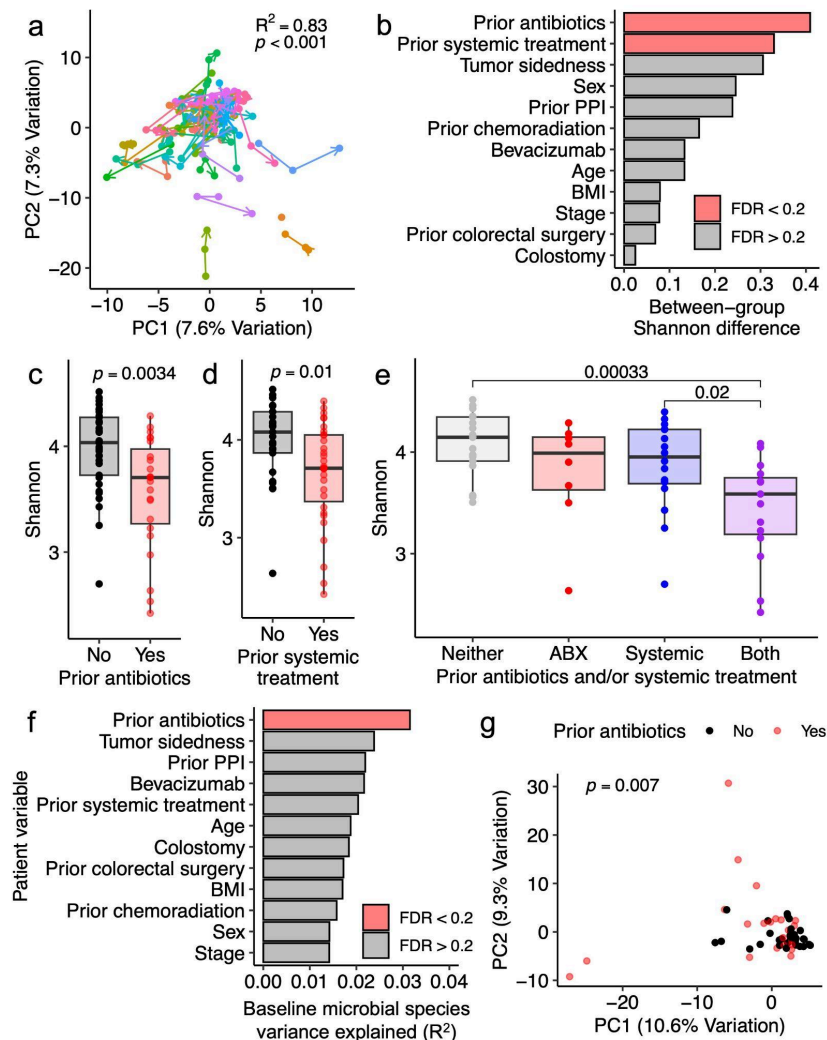 a
R² = 0.83
p < 0.001
10
0
−10
−20
PC2 (7.3% Variation)
−10 −5 0 5 10
PC1 (7.6% Variation)
b
Prior antibiotics
Prior systemic treatment
Tumor sidedness
Sex
Prior PPI
Prior chemoradiation
Bevacizumab
Age
BMI
Stage
Prior colorectal surgery
Colostomy
FDR < 0.2
FDR > 0.2
0.0 0.1 0.2 0.3 0.4
Between−group
Shannon difference
c
p = 0.0034
Shannon
4
3
No Yes
Prior antibiotics
d
p = 0.01
Shannon
4
3
No Yes
Prior systemic
treatment
e
0.00033
0.02
Shannon
4
3
Neither ABX Systemic Both
Prior antibiotics and/or systemic treatment
f
Patient variable
Prior antibiotics
Tumor sidedness
Prior PPI
Bevacizumab
Prior systemic treatment
Age
Colostomy
Prior colorectal surgery
BMI
Prior chemoradiation
Sex
Stage
FDR < 0.2
FDR > 0.2
0.00 0.01 0.02 0.03 0.04
Baseline microbial species
variance explained (R²)
g
Prior antibiotics No Yes
p = 0.007
30
20
10
0
−10
PC2 (9.3% Variation)
−20 0
PC1 (10.6% Variation)